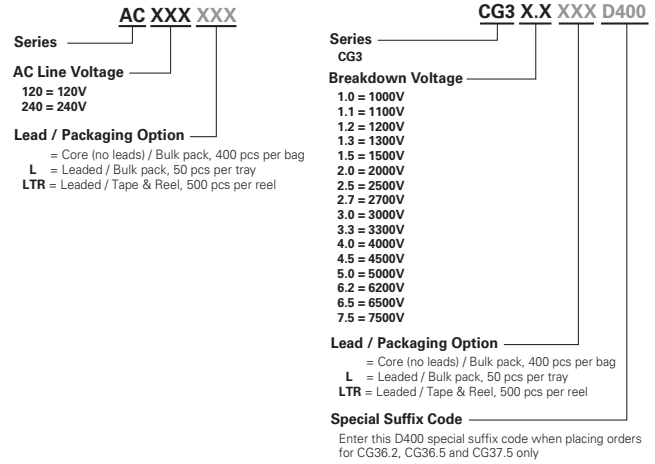 AC XXX XXX
Series
AC Line Voltage
120 = 120V
240 = 240V
Lead / Packaging Option
= Core (no leads) / Bulk pack, 400 pcs per bag
L = Leaded / Bulk pack, 50 pcs per tray
LTR = Leaded / Tape & Reel, 500 pcs per reel
CG3 X.X XXX D400
Series
CG3
Breakdown Voltage
1.0 = 1000V
1.1 = 1100V
1.2 = 1200V
1.3 = 1300V
1.5 = 1500V
2.0 = 2000V
2.5 = 2500V
2.7 = 2700V
3.0 = 3000V
3.3 = 3300V
4.0 = 4000V
4.5 = 4500V
5.0 = 5000V
6.2 = 6200V
6.5 = 6500V
7.5 = 7500V
Lead / Packaging Option
= Core (no leads) / Bulk pack, 400 pcs per bag
L = Leaded / Bulk pack, 50 pcs per tray
LTR = Leaded / Tape & Reel, 500 pcs per reel
Special Suffix Code
Enter this D400 special suffix code when placing orders
for CG36.2, CG36.5 and CG37.5 only